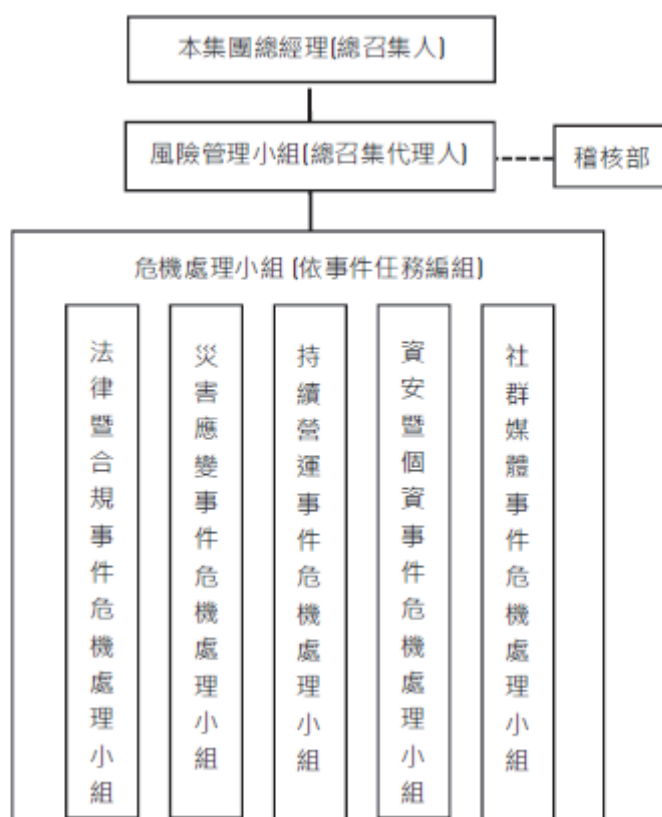 本集團總經理(總召集人)
風險管理小組(總召集代理人)
稽核部
危機處理小組 (依事件任務編組)
法律暨合規事件危機處理小組
災害應變事件危機處理小組
持續營運事件危機處理小組
資安暨個資事件危機處理小組
社群媒體事件危機處理小組